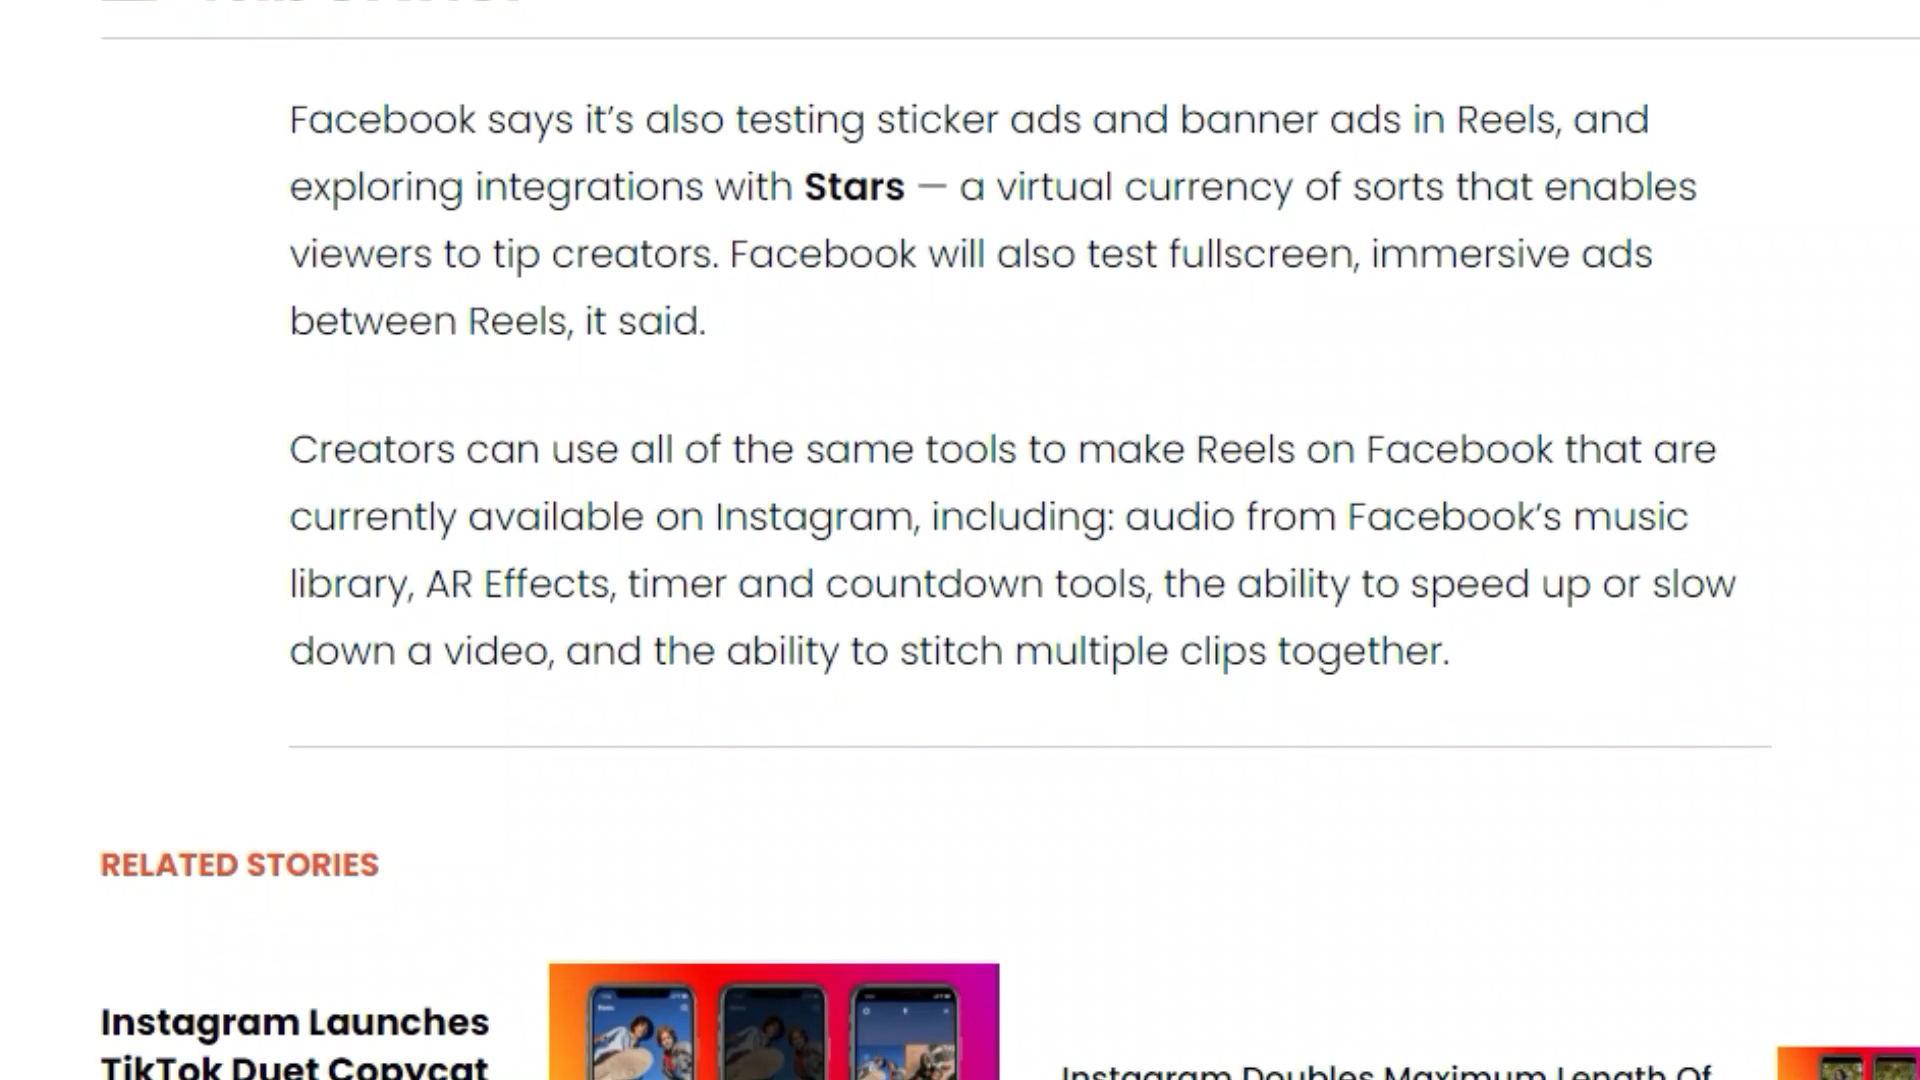 Facebook says it’s also testing sticker ads and banner ads in Reels, and
exploring integrations with Stars — a virtual currency of sorts that enables
viewers to tip creators. Facebook will also test fullscreen, immersive ads
between Reels, it said.
Creators can use all of the same tools to make Reels on Facebook that are
currently available on Instagram, including: audio from Facebook’s music
library, AR Effects, timer and countdown tools, the ability to speed up or slow
down a video, and the ability to stitch multiple clips together.
RELATED STORIES
Instagram Launches
TikTok Duet Copycat
Instagram Doubles Maximum Length Of